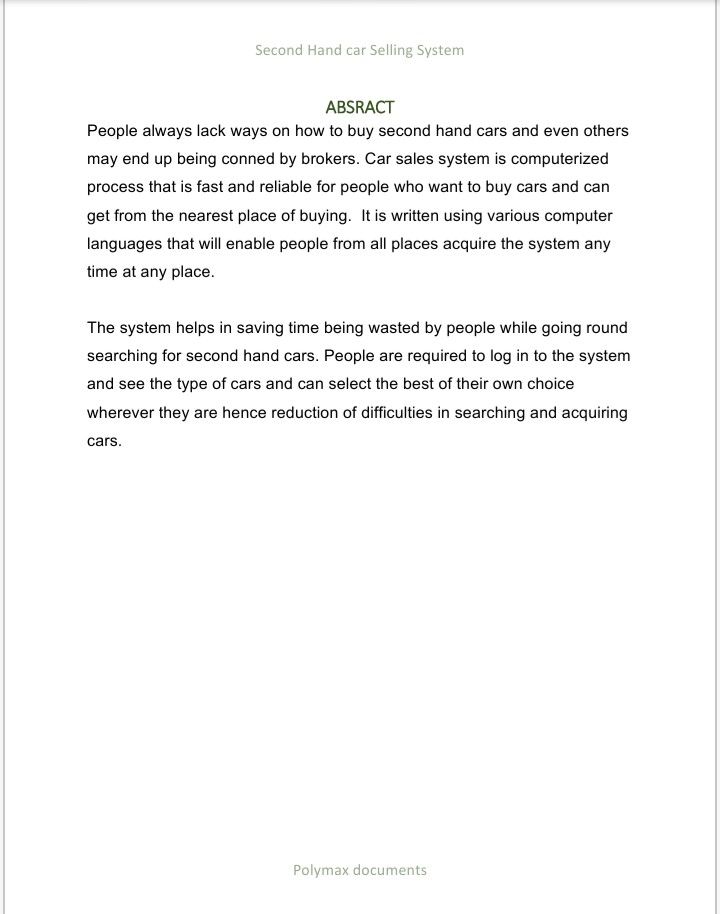 Second Hand car Selling System
ABSRACT
People always lack ways on how to buy second hand cars and even others
may end up being conned by brokers. Car sales system is computerized
process that is fast and reliable for people who want to buy cars and can
get from the nearest place of buying.  It is written using various computer
languages that will enable people from all places acquire the system any
time at any place.
The system helps in saving time being wasted by people while going round
searching for second hand cars. People are required to log in to the system
and see the type of cars and can select the best of their own choice
wherever they are hence reduction of difficulties in searching and acquiring
cars.
Polymax documents